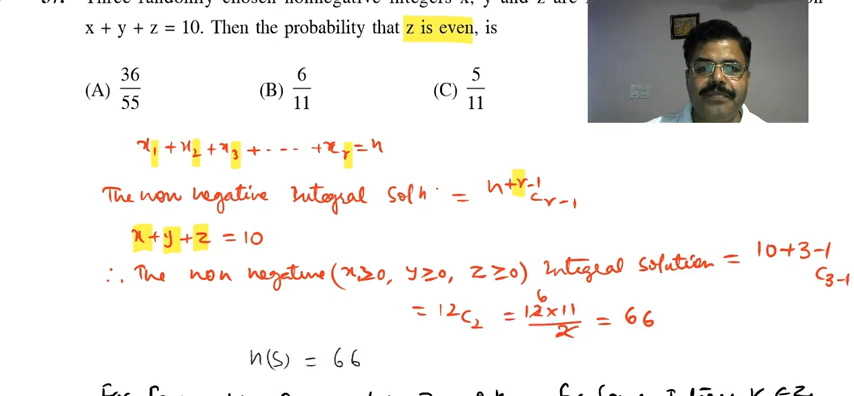 x + y + z = 10. Then the probability that z is even, is
(A) 36/55 (B) 6/11 (C) 5/11
x₁ + x₂ + x₃ + ---- + xᵣ = n
The non negative Integral Solⁿ. = ⁿ⁺ʳ⁻¹Cᵣ₋₁
x + y + z = 10
∴ The non negative (x≥0, y≥0, z≥0) Integral solution = ¹⁰⁺³⁻¹C₃₋₁
= 12C₂ = 12×11/2 = 66
6
n(S) = 66